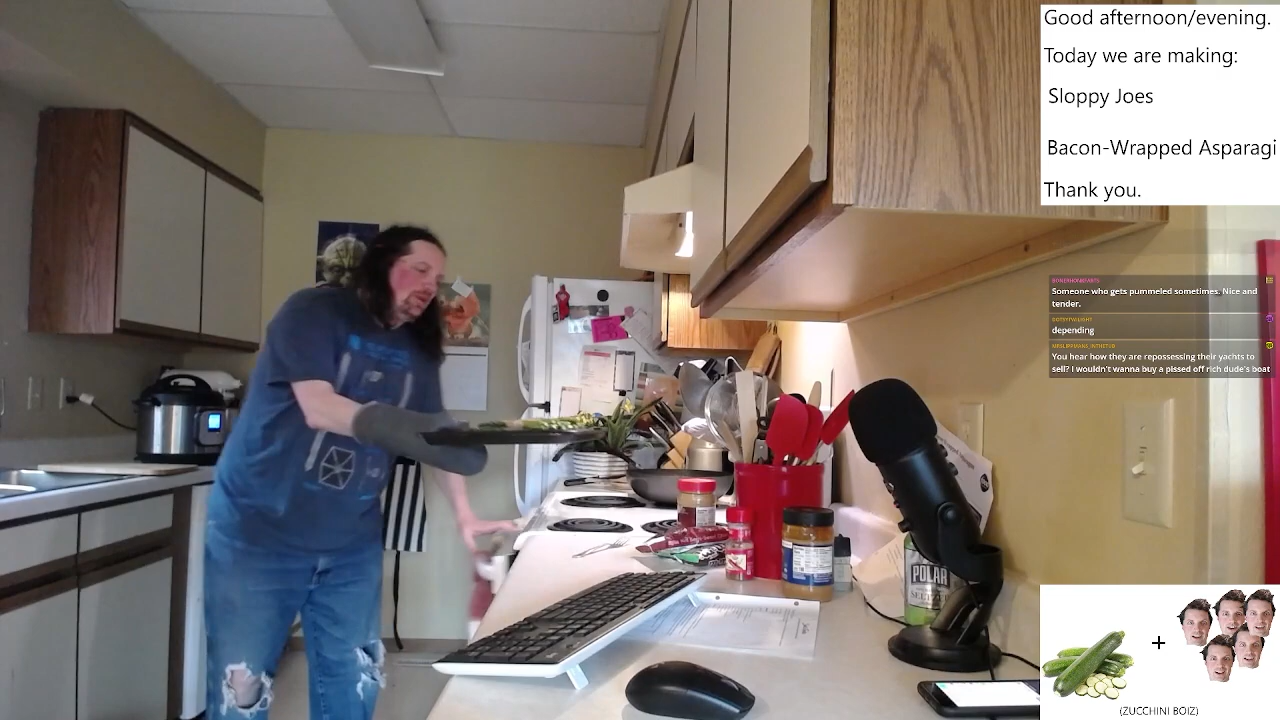 Good afternoon/evening.
Today we are making:
Sloppy Joes
Bacon-Wrapped Asparagi
Thank you.
Someone who gets pummeled sometimes. Nice and
tender.
depending
You hear how they are repossessing their yachts to
sell? I wouldn't wanna buy a pissed off rich dude's boat
POLAR
SELTZER
+
(ZUCCHINI BOIZ)